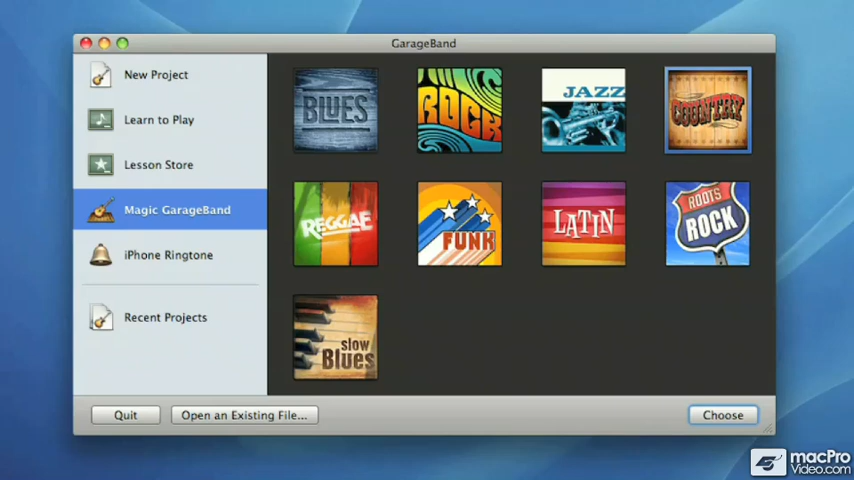 GarageBand
New Project
Learn to Play
Lesson Store
Magic GarageBand
iPhone Ringtone
Recent Projects
BLUES
ROCK
JAZZ
COUNTRY
REGGAE
FUNK
LATIN
ROOTS
ROCK
slow
Blues
Quit
Open an Existing File...
Choose
macPro
Video.com